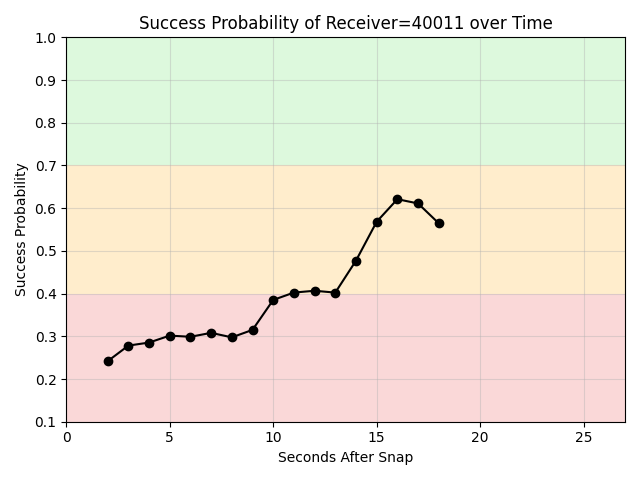 Success Probability of Receiver=40011 over Time
1.0
0.9
0.8
0.7
0.6
0.5
0.4
0.3
0.2
0.1
Success Probability
0 5 10 15 20 25
Seconds After Snap